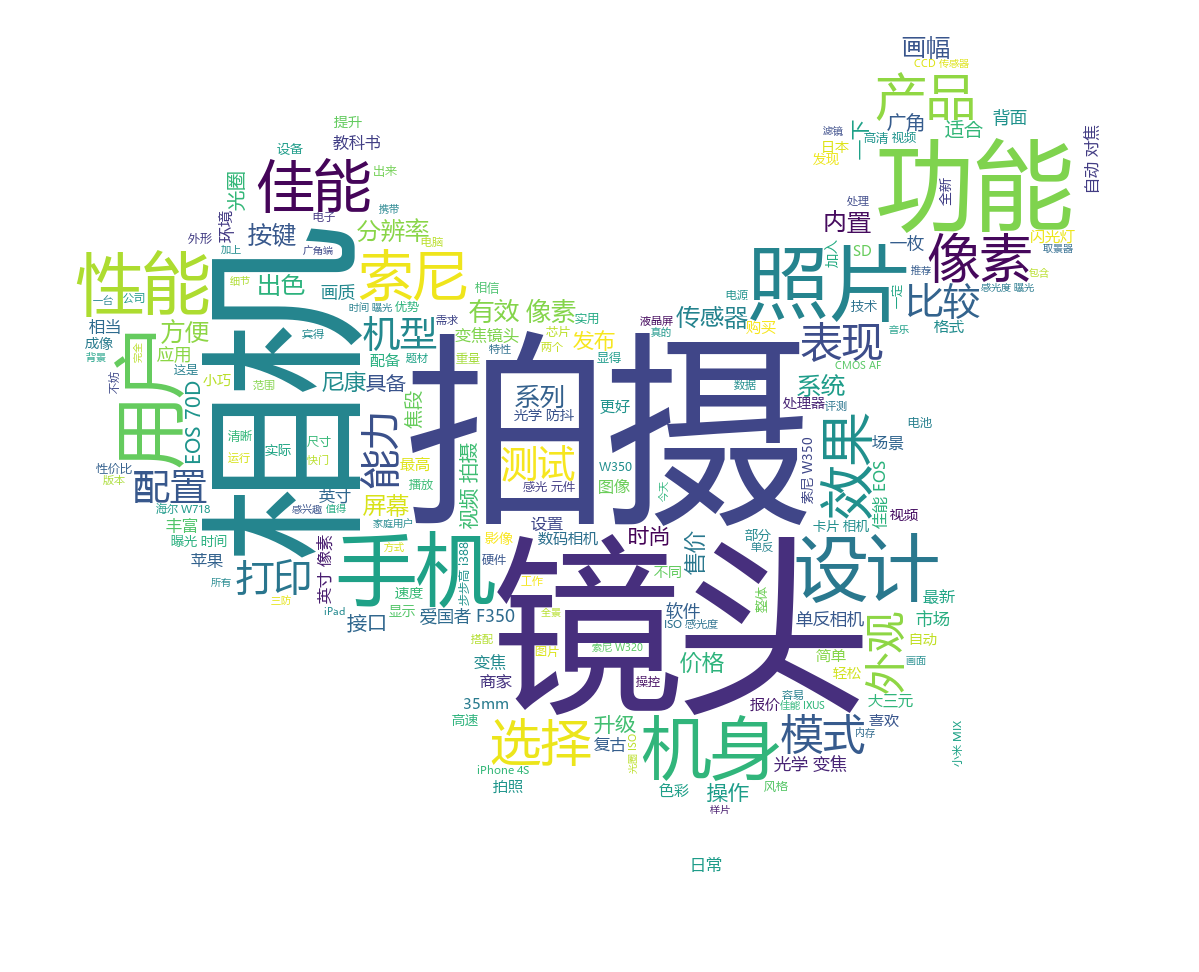 画幅
CCD 传感器
产品
背面
广角
适合
一下
高清 视频
滤镜
日本
发现
自动 对焦
功能
全新
提升
教科书
设备
出来
佳能
光圈
携带
处理
内置
环境
电子
按键
分辨率
外形
加上
广角端
电脑
一枚
像素
闪光灯
取景器
加入
SD
照片
推荐
包含
感光度 曝光
一定
比较
性能
相机
细节
出色
画质
索尼
相信
电源
技术
一台
公司
时间 曝光
优势
有效 像素
实用
传感器
音乐
格式
相当
方便
宾得
机型
需求
芯片
液晶屏
真的
购买
表现
成像
应用
完全
变焦镜头
特性
两个
发布
背景
这是
配备
题材
重量
显得
CMOS AF
用户
不妨
小巧
范围
尼康
具备
拍摄
系列
数据
系统
EOS 70D
焦段
光学 防抖
更好
处理器
评测
清晰
实际
尺寸
能力
效果
电池
运行
快门
测试
W350
索尼 W350
场景
性价比
版本
配置
最高
视频 拍摄
播放
感光 元件
图像
今天
佳能 EOS
英寸
海尔 W718
感兴趣
值得
屏幕
家庭用户
设置
时尚
卡片 相机
视频
丰富
曝光 时间
英寸 像素
手机
方式
影像
数码相机
售价
部分
单反
设计
苹果
步步高 i388
硬件
不同
所有
打印
速度
工作
整体
最新
三防
iPad
显示
接口
爱国者 F350
全景
镜头
软件
ISO 感光度
单反相机
市场
搭配
图片
索尼 W320
外观
自动
变焦
价格
简单
画面
商家
操控
轻松
35mm
容易
报价
佳能 IXUS
大三元
高速
选择
升级
复古
光圈 ISO
机身
模式
喜欢
内存
小米 MIX
iPhone 4S
光学 变焦
拍照
色彩
操作
风格
样片
日常